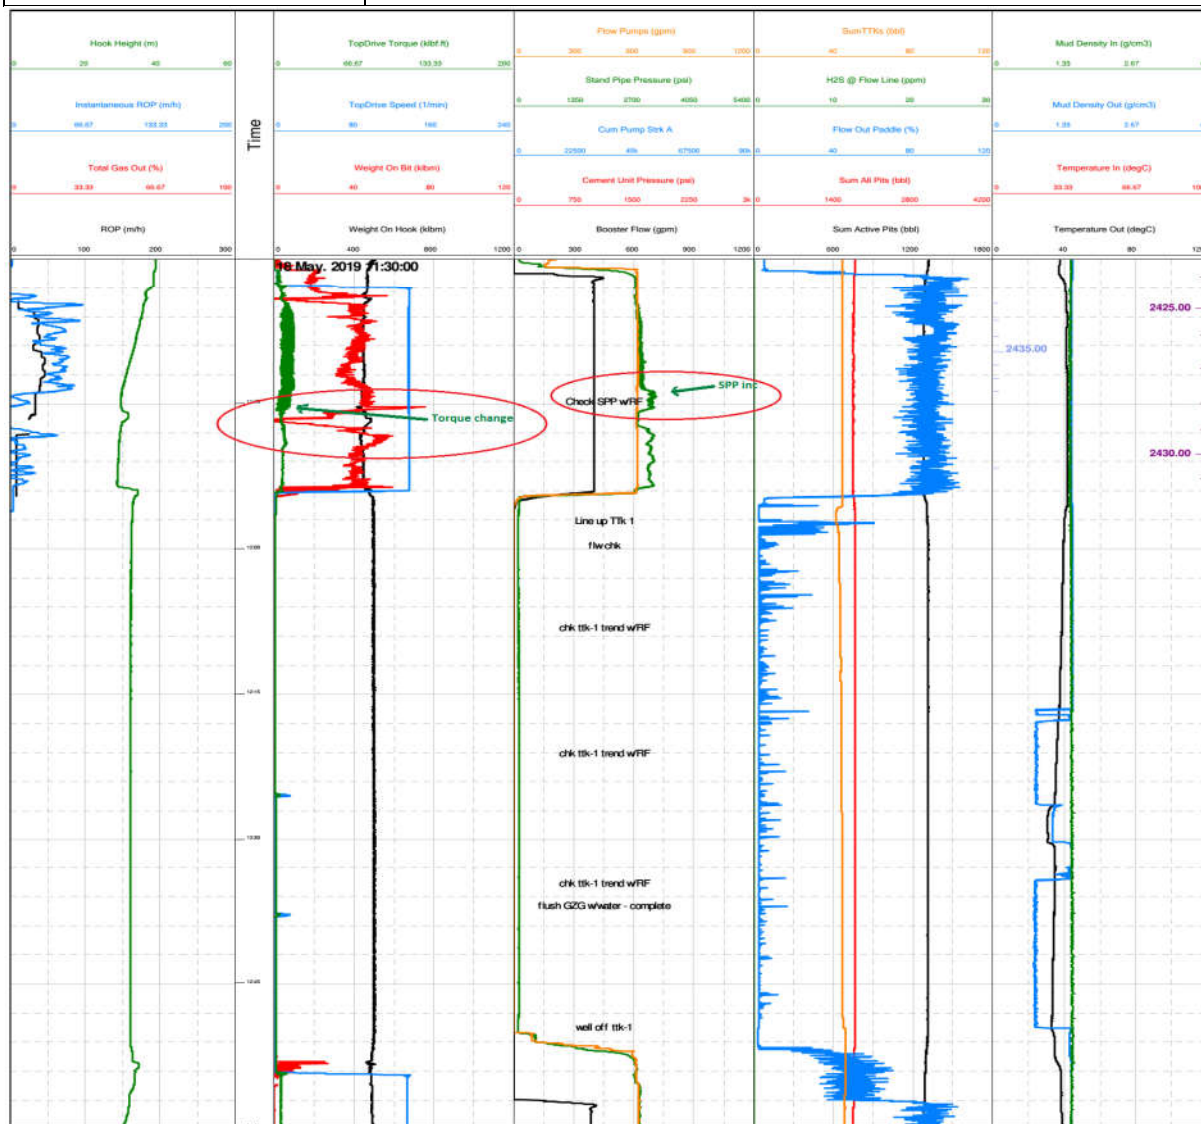 Hook Height (m)
0 20 40 60
Instantaneous ROP (m/h)
0 66.67 133.33 200
Total Gas Out (%)
0 33.33 66.67 100
ROP (m/h)
0 100 200 300
Time
TopDrive Torque (klbf.ft)
0 66.67 133.33 200
TopDrive Speed (1/min)
0 80 160 240
Weight On Bit (klbm)
0 40 80 120
Weight On Hook (klbm)
0 400 800 1200
Flow Pumps (gpm)
0 300 600 1200
Stand Pipe Pressure (psi)
0 1350 2700 4050 5400
Cum Pump Strk A
0 22500 45k 67500 90k
Cement Unit Pressure (psi)
0 750 1500 2250 3k
Booster Flow (gpm)
0 300 600 900 1200
SumTTKs (bbl)
0 40 80 120
H2S @ Flow Line (ppm)
0 10 20 30
Flow Out Paddle (%)
0 40 80 120
Sum All Pits (bbl)
0 1400 2800 4200
Sum Active Pits (bbl)
0 600 1200 1800
Mud Density In (g/cm3)
0 1.33 2.67
Mud Density Out (g/cm3)
0 1.33 2.67
Temperature In (degC)
0 33.33 66.67 10
Temperature Out (degC)
0 40 80 12
May. 2019 11:30:00
2425.00
2435.00
SPP inc
Check SPP w/RF
Torque change
2430.00
Line up TTk 1
flw chk
chk ttk-1 trend w/RF
chk ttk-1 trend w/RF
chk ttk-1 trend w/RF
flush GZG w/water - complete
well off ttk-1